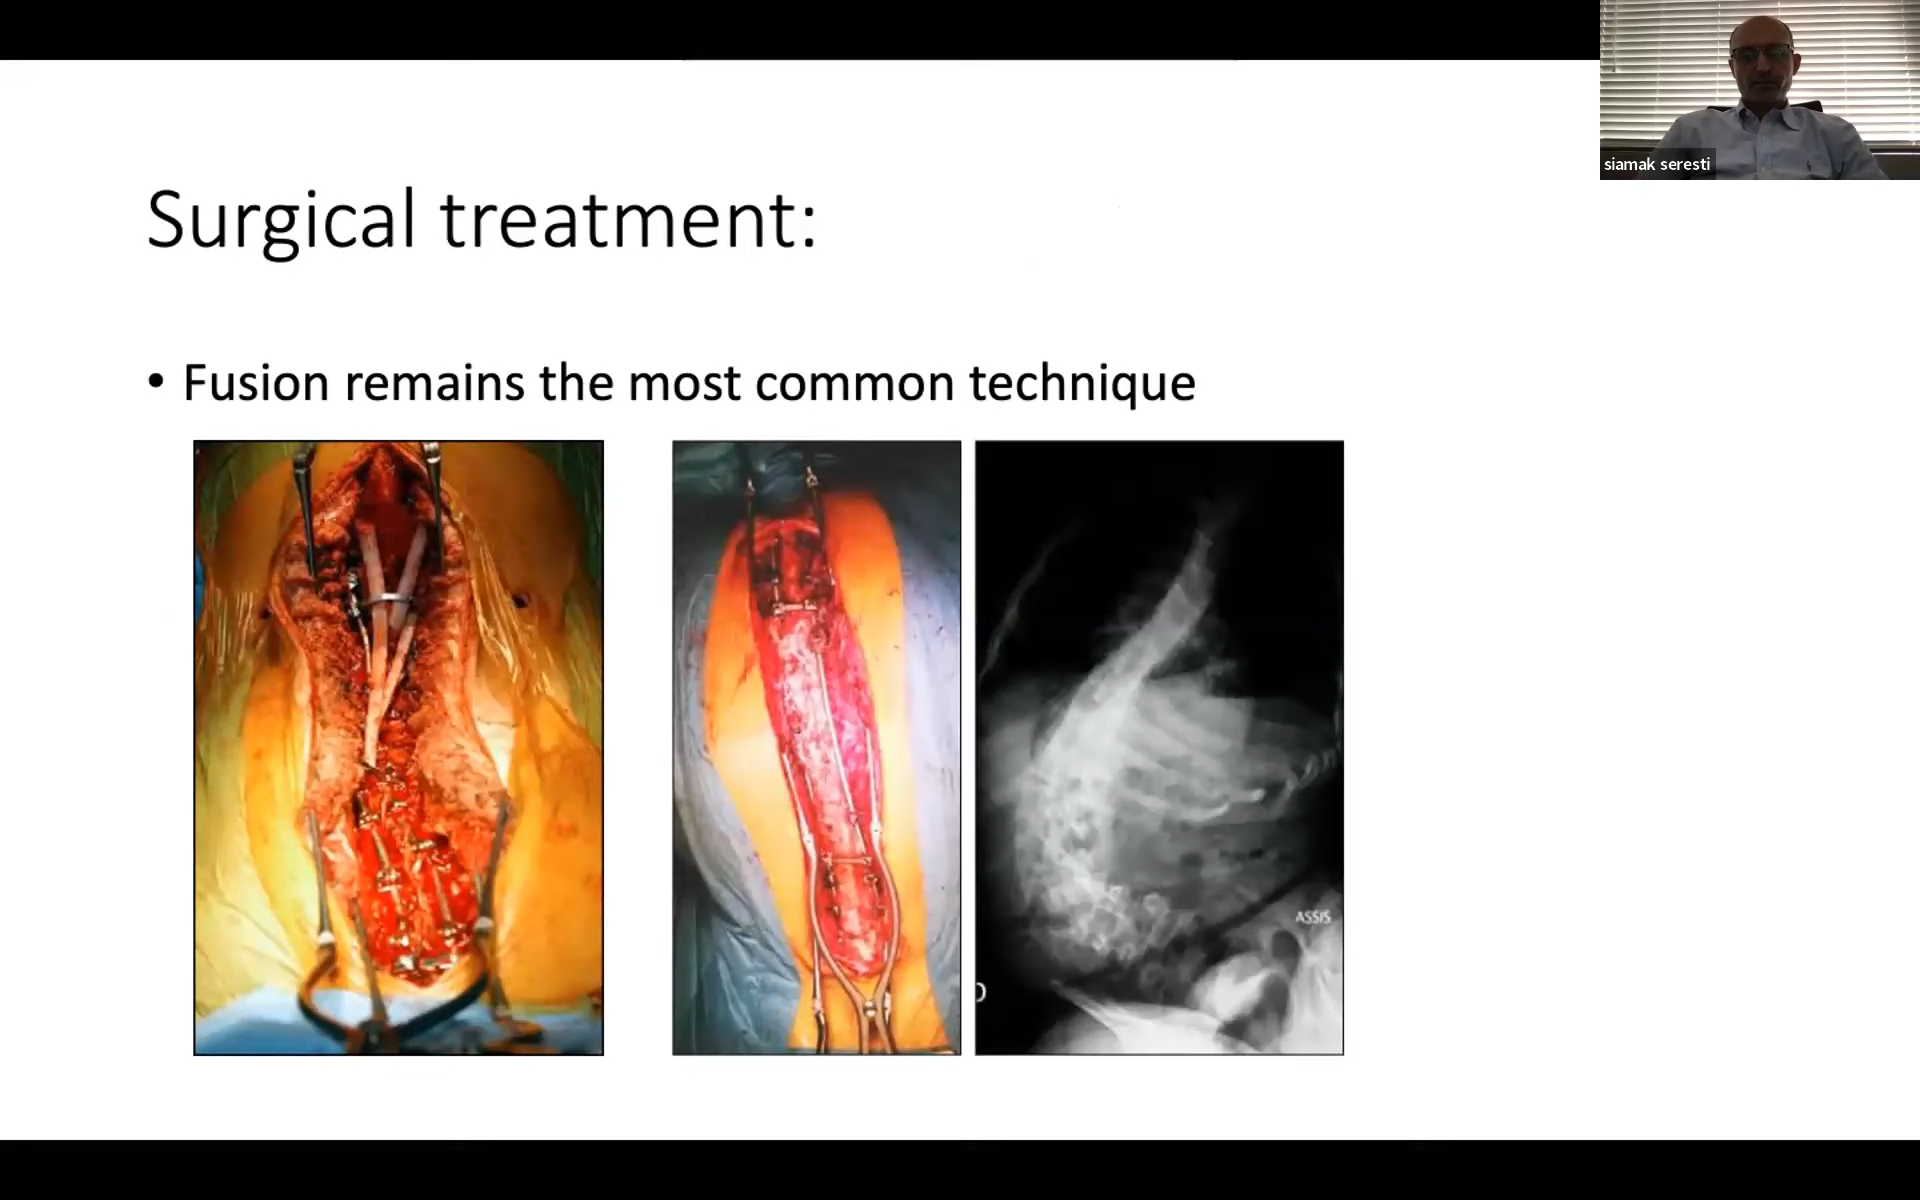 siamak seresti
Surgical treatment:
• Fusion remains the most common technique
ASSIS